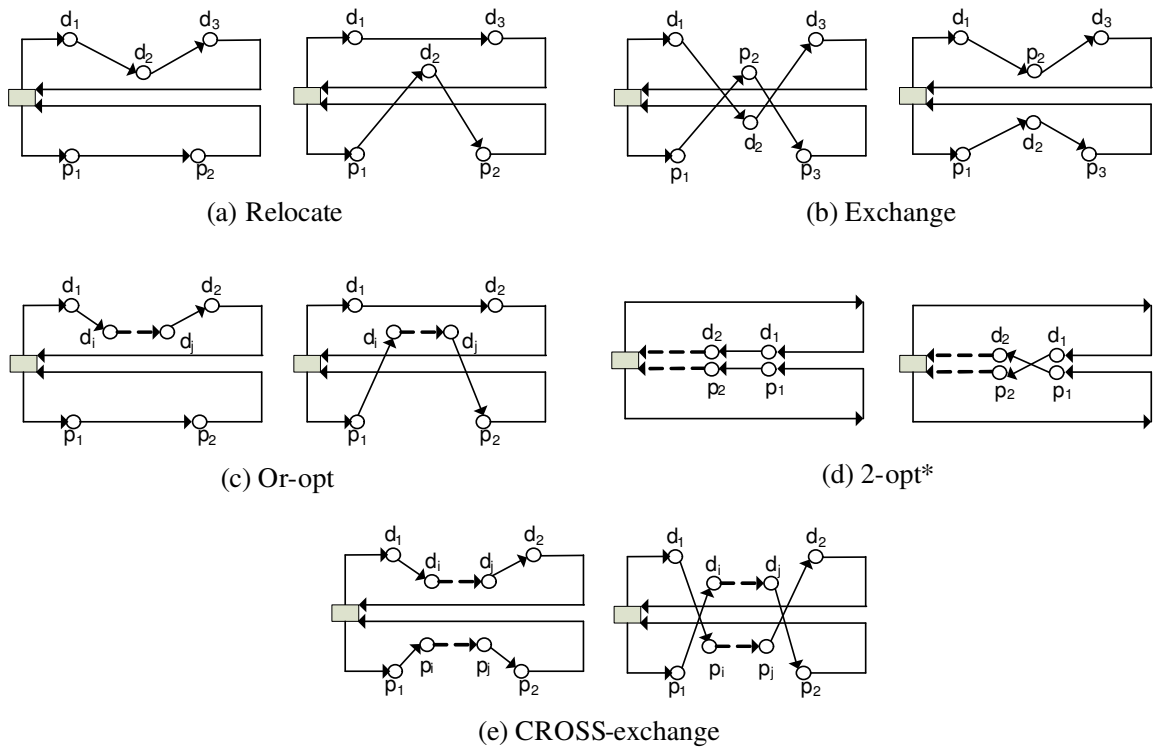 d1 d3 d1 d3 d1 d3 d1 d3
d2 d2 p2 p2
d2 d2
p1 p2 p1 p2 p1 p3 p1 p3
(a) Relocate (b) Exchange
d1 d2 d1 d2
di dj di dj d2 d1 d2 d1
p2 p1 p2 p1
p1 p2 p1 p2
(c) Or-opt (d) 2-opt*
d1 d2 d1 d2
di dj di dj
pi pj pi pj
p1 p2 p1 p2
(e) CROSS-exchange